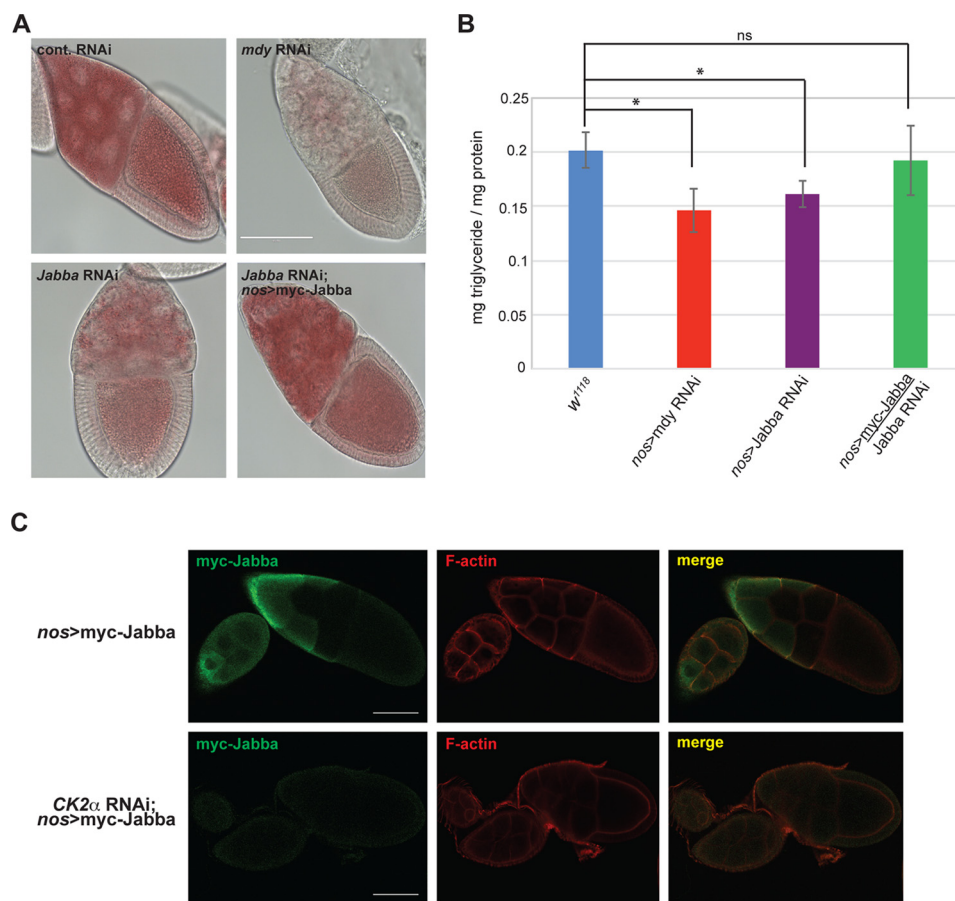 A
cont. RNAi
mdy RNAi
Jabba RNAi
Jabba RNAi;
nos>myc-Jabba
B
ns
*
*
0.25
0.2
0.15
0.1
0.05
0
mg triglyceride / mg protein
w1118
nos>mdy RNAi
nos>Jabba RNAi
nos>myc-Jabba
Jabba RNAi
C
myc-Jabba
F-actin
merge
nos>myc-Jabba
myc-Jabba
F-actin
merge
CK2α RNAi;
nos>myc-Jabba